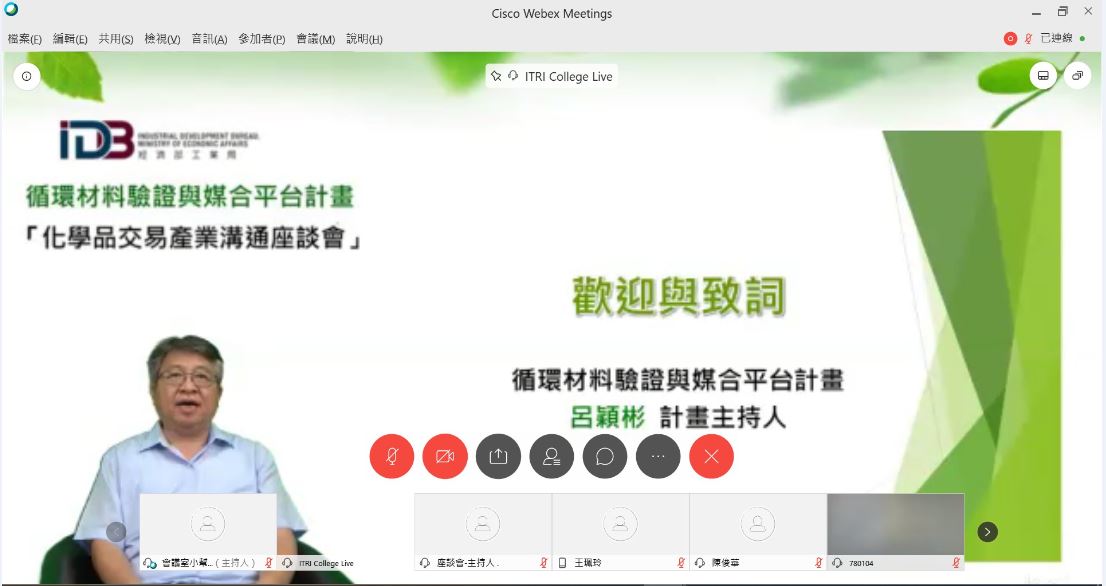 Cisco Webex Meetings
檔案(F) 編輯(E) 共用(S) 檢視(V) 音訊(A) 參加者(P) 會議(M) 說明(H)
已連線
ITRI College Live
iDB
INDUSTRIAL DEVELOPMENT BUREAU,
MINISTRY OF ECONOMIC AFFAIRS
經濟部工業局
循環材料驗證與媒合平台計畫
「化學品交易產業溝通座談會」
歡迎與致詞
循環材料驗證與媒合平台計畫
呂穎彬 計畫主持人
會議室小幫... (主持人)
ITRI College Live
座談會-主持人.
王珮玲
陳俊華
780104